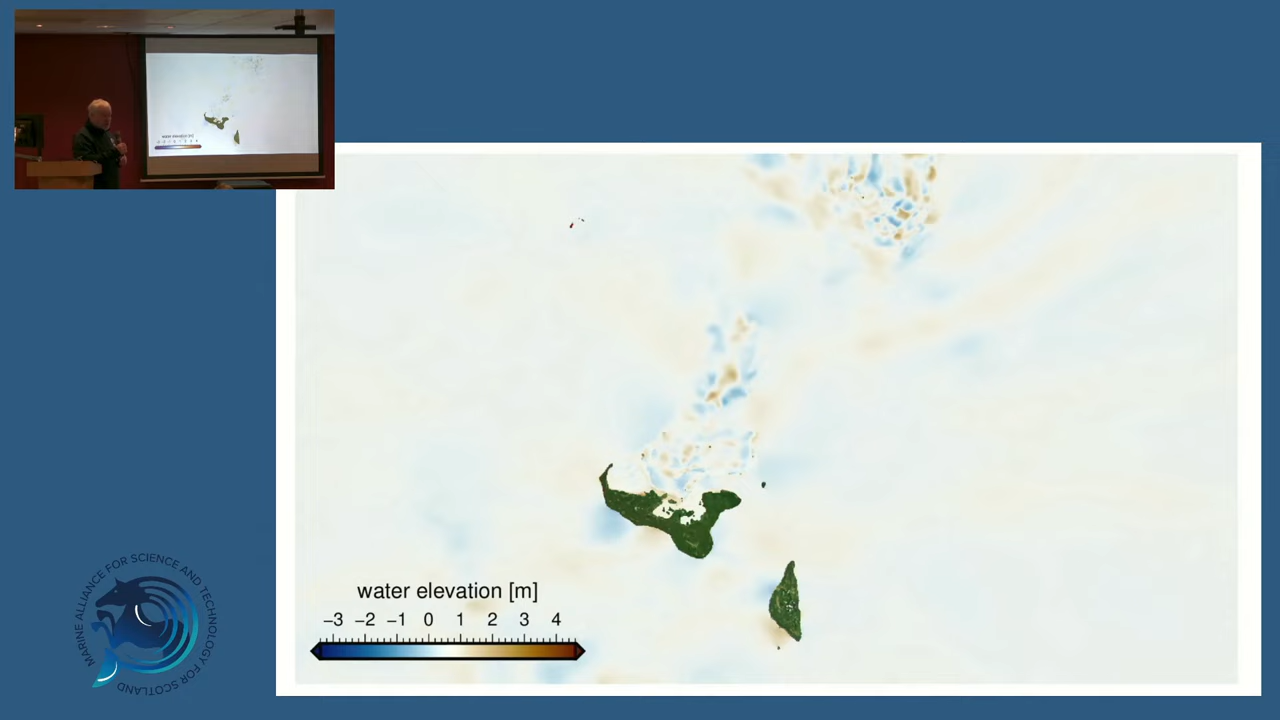 water elevation [m]
−3 −2 −1 0 1 2 3 4
MARINE ALLIANCE FOR SCIENCE AND TECHNOLOGY FOR SCOTLAND